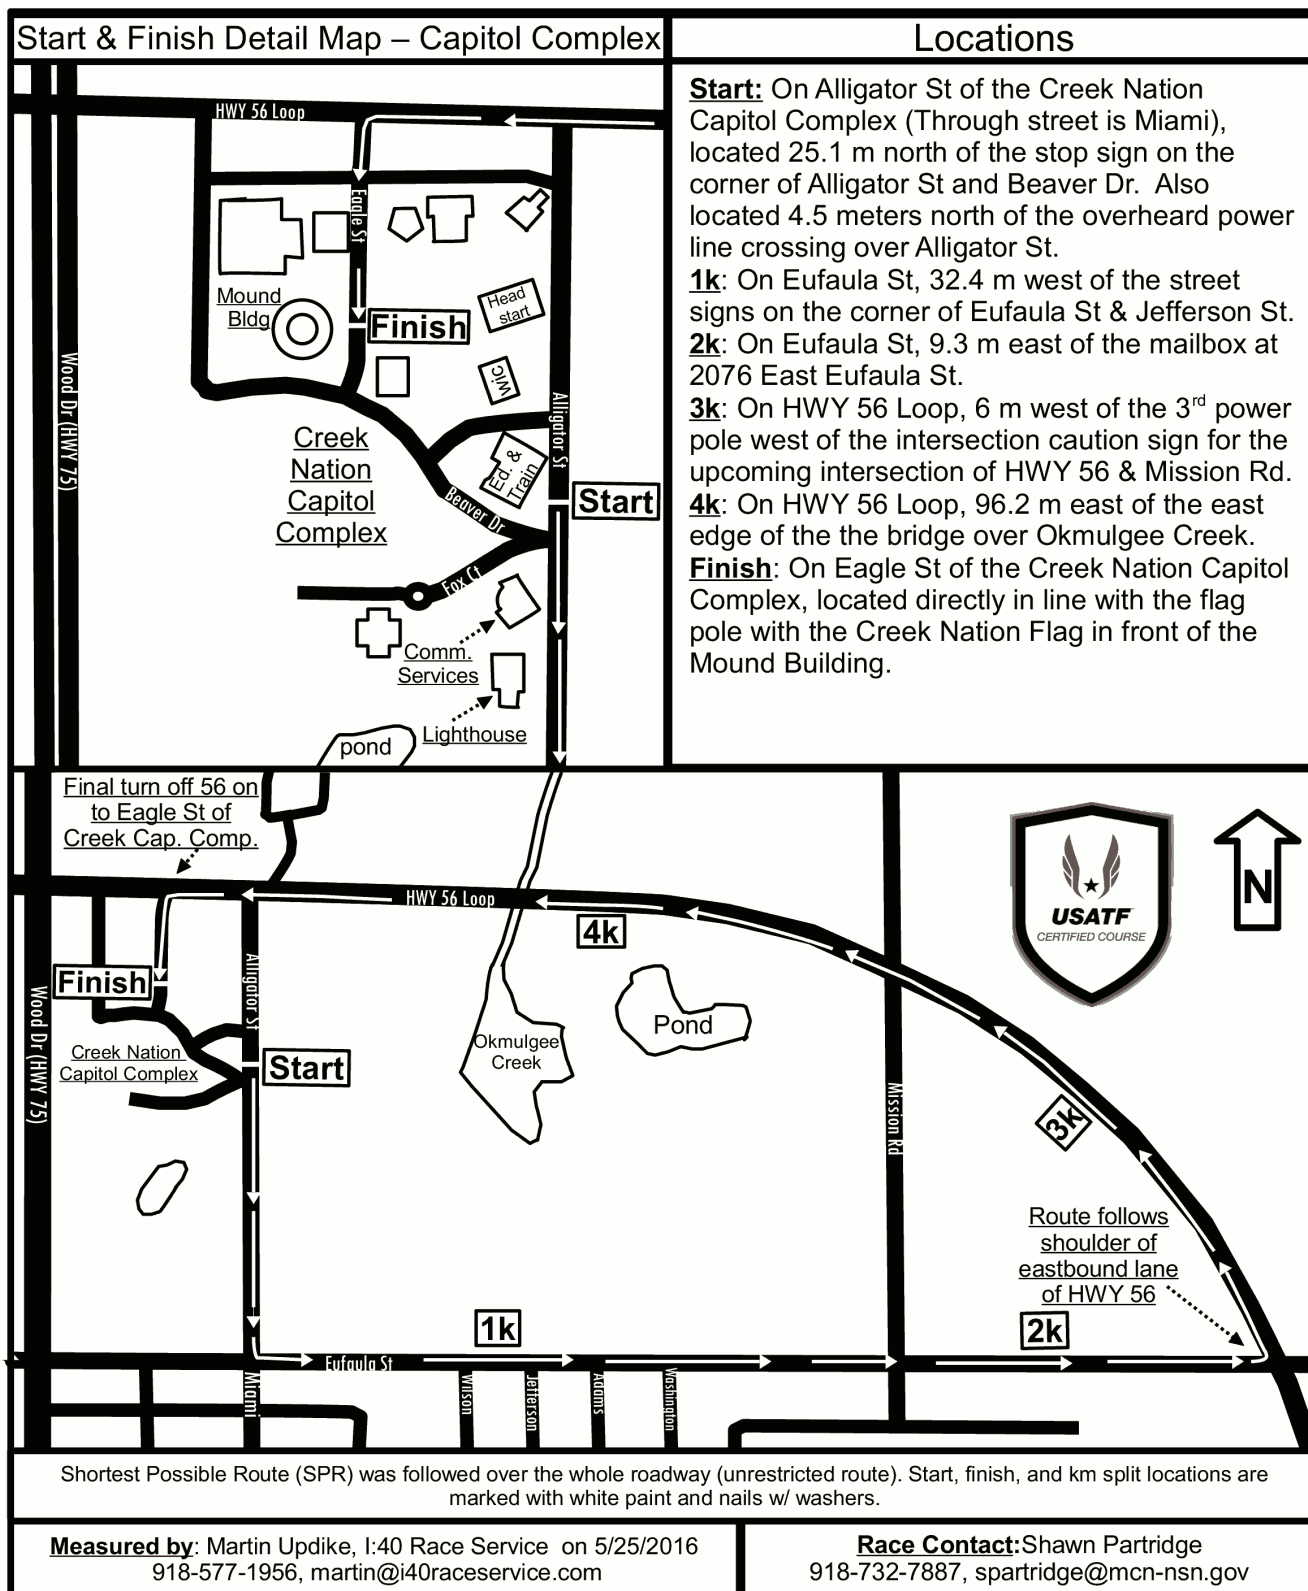 Start & Finish Detail Map – Capitol Complex
Locations
HWY 56 Loop
Eagle St
Mound
Bldg
Finish
Head
start
wic
Wood Dr (HWY 75)
Alligator St
Creek
Nation
Capitol
Complex
Ed. &
Train
Beaver Dr
Start
Fox Ct
Comm.
Services
Lighthouse
pond
Start: On Alligator St of the Creek Nation
Capitol Complex (Through street is Miami),
located 25.1 m north of the stop sign on the
corner of Alligator St and Beaver Dr. Also
located 4.5 meters north of the overheard power
line crossing over Alligator St.
1k: On Eufaula St, 32.4 m west of the street
signs on the corner of Eufaula St & Jefferson St.
2k: On Eufaula St, 9.3 m east of the mailbox at
2076 East Eufaula St.
3k: On HWY 56 Loop, 6 m west of the 3rd power
pole west of the intersection caution sign for the
upcoming intersection of HWY 56 & Mission Rd.
4k: On HWY 56 Loop, 96.2 m east of the east
edge of the the bridge over Okmulgee Creek.
Finish: On Eagle St of the Creek Nation Capitol
Complex, located directly in line with the flag
pole with the Creek Nation Flag in front of the
Mound Building.
Final turn off 56 on
to Eagle St of
Creek Cap. Comp.
HWY 56 Loop
4k
USATF
CERTIFIED COURSE
N
Finish
Alligator St
Wood Dr (HWY 75)
Creek Nation
Capitol Complex
Start
Okmulgee
Creek
Pond
Mission Rd
3k
Route follows
shoulder of
eastbound lane
of HWY 56
1k
2k
Eufaula St
Miami
Wilson
Jefferson
Adams
Washington
Shortest Possible Route (SPR) was followed over the whole roadway (unrestricted route). Start, finish, and km split locations are
marked with white paint and nails w/ washers.
Measured by: Martin Updike, I:40 Race Service on 5/25/2016
918-577-1956, martin@i40raceservice.com
Race Contact:Shawn Partridge
918-732-7887, spartridge@mcn-nsn.gov